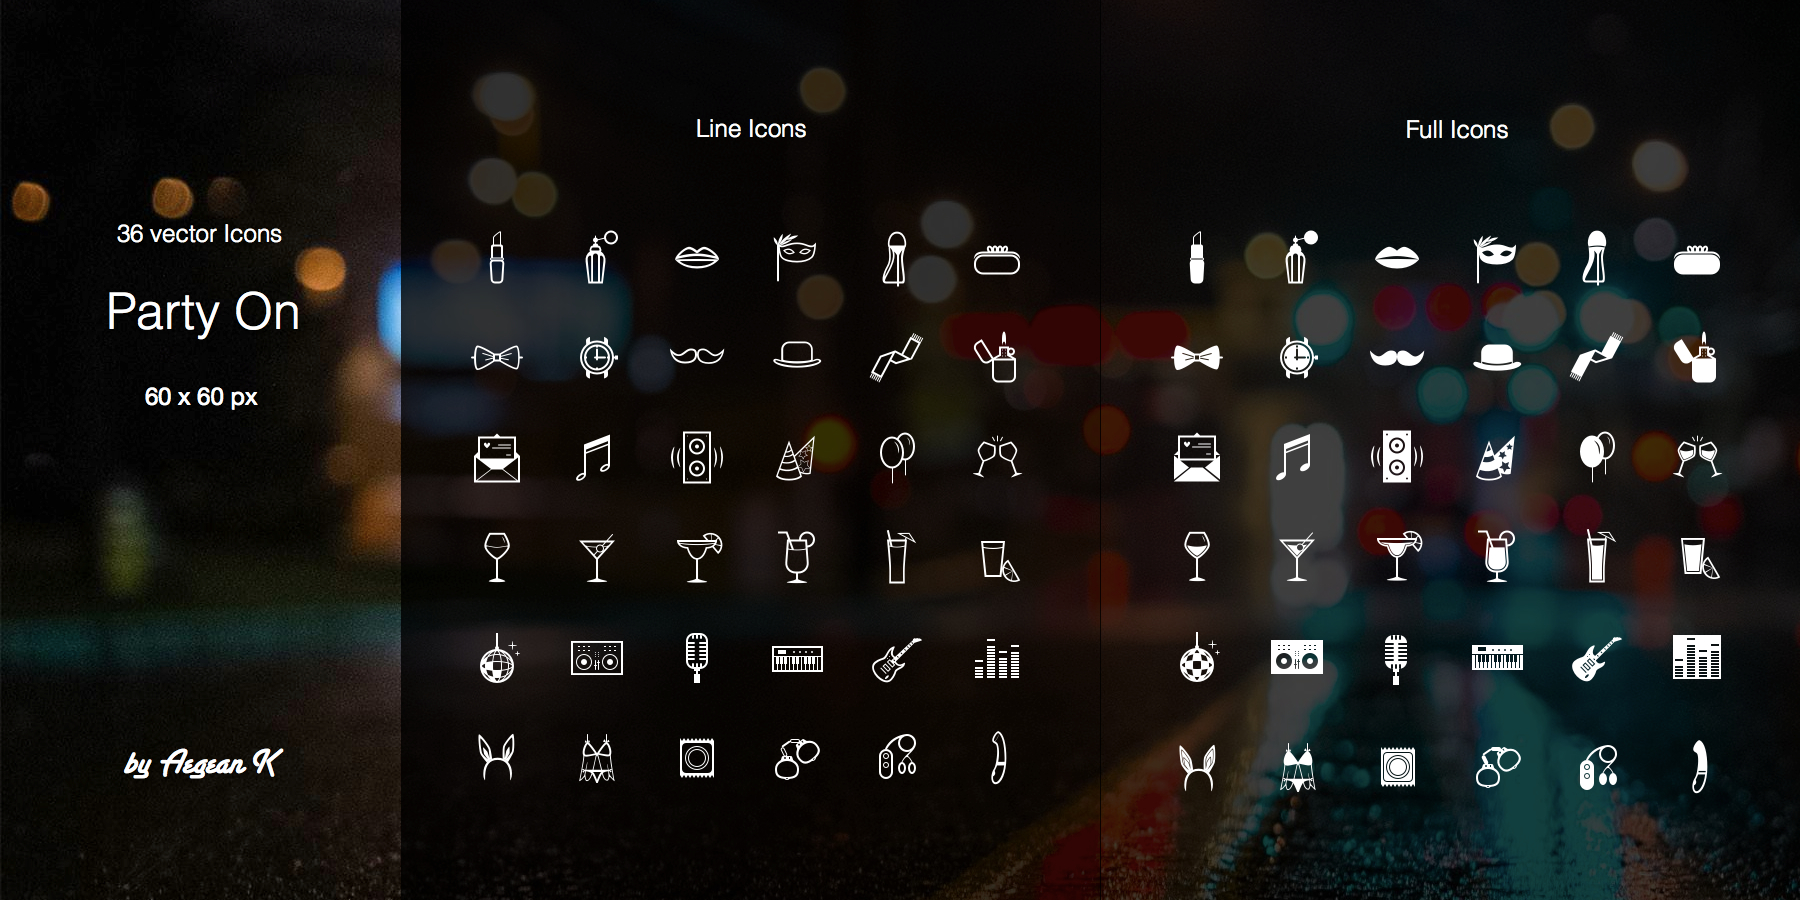 36 vector Icons
Party On
60 x 60 px
by Aegean K
Line Icons
Full Icons